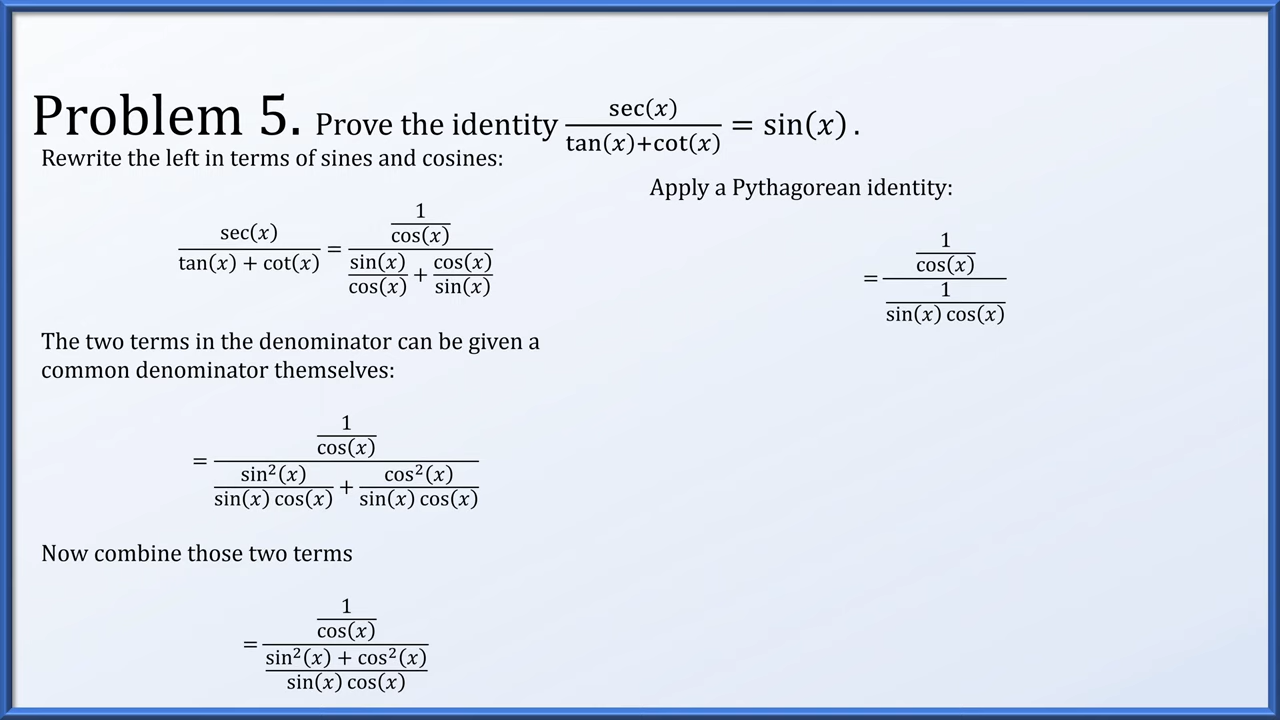 Problem 5. Prove the identity sec(x)/(tan(x)+cot(x)) = sin(x) .
Rewrite the left in terms of sines and cosines:
sec(x)/(tan(x) + cot(x)) = (1/cos(x))/(sin(x)/cos(x) + cos(x)/sin(x))
The two terms in the denominator can be given a
common denominator themselves:
= (1/cos(x))/(sin²(x)/(sin(x) cos(x)) + cos²(x)/(sin(x) cos(x)))
Now combine those two terms
= (1/cos(x))/((sin²(x) + cos²(x))/(sin(x) cos(x)))
Apply a Pythagorean identity:
= (1/cos(x))/(1/(sin(x) cos(x)))